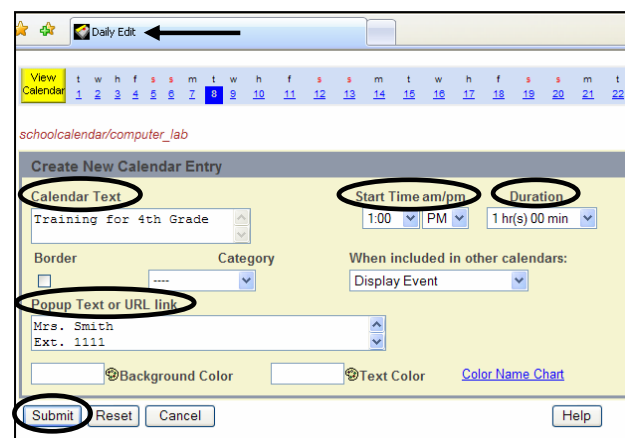 Daily Edit
View Calendar
t w h f s s m t w h f s s m t w h f s s m t
1 2 3 4 5 6 7 8 9 10 11 12 13 14 15 16 17 18 19 20 21 22
schoolcalendar/computer_lab
Create New Calendar Entry
Calendar Text Start Time am/pm Duration
Training for 4th Grade 1:00 PM 1 hr(s) 00 min
Border Category When included in other calendars:
---- Display Event
Popup Text or URL link
Mrs. Smith
Ext. 1111
Background Color Text Color Color Name Chart
Submit Reset Cancel Help